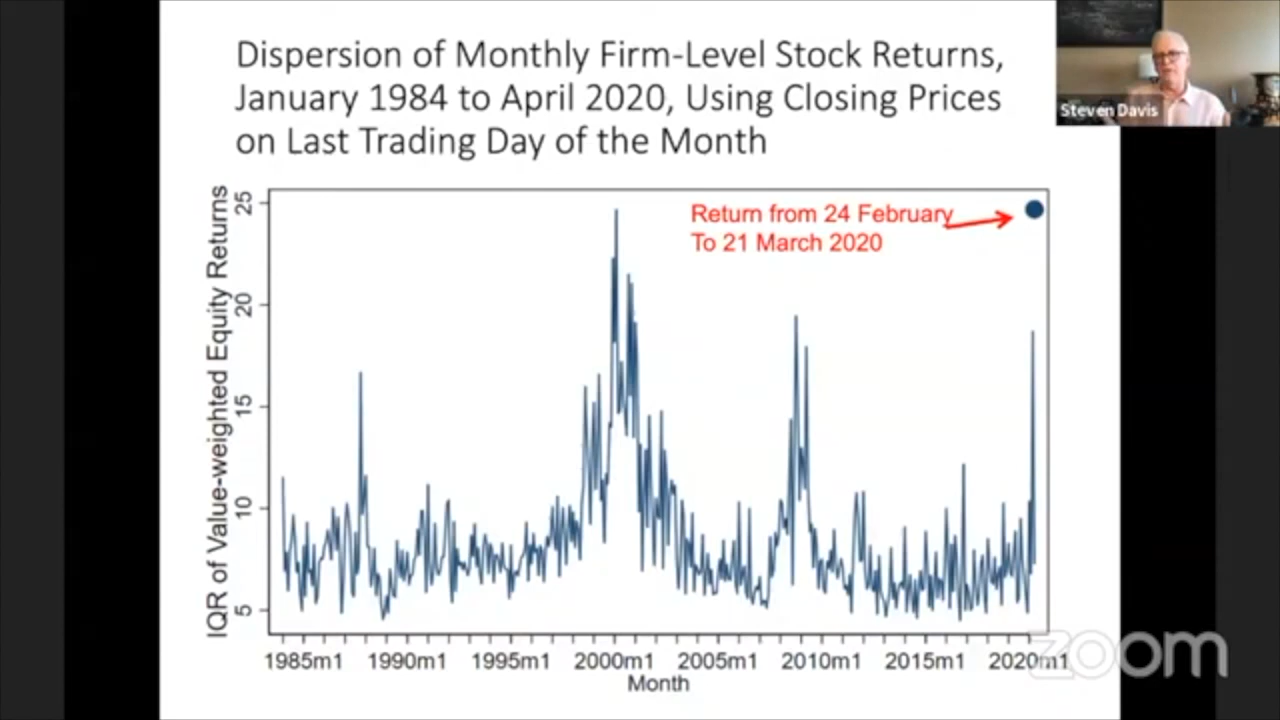 Dispersion of Monthly Firm-Level Stock Returns,
January 1984 to April 2020, Using Closing Prices
on Last Trading Day of the Month
Steven Davis
IQR of Value-weighted Equity Returns
25
20
15
10
5
Return from 24 February
To 21 March 2020
1985m1 1990m1 1995m1 2000m1 2005m1 2010m1 2015m1 2020m1
Month
zoom